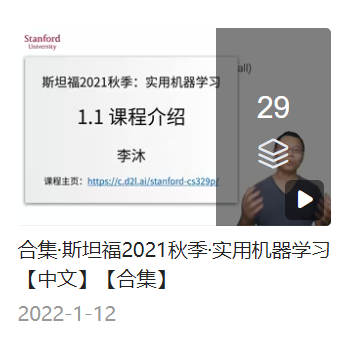 Stanford
University
all)
斯坦福2021秋季：实用机器学习
1.1 课程介绍
29
李沐
课程主页：https://c.d2l.ai/stanford-cs329p/
合集·斯坦福2021秋季·实用机器学习
【中文】【合集】
2022-1-12